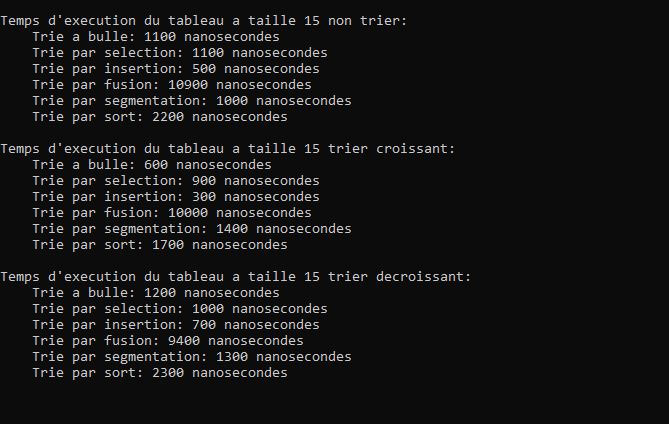 Temps d'execution du tableau a taille 15 non trier:
Trie a bulle: 1100 nanosecondes
Trie par selection: 1100 nanosecondes
Trie par insertion: 500 nanosecondes
Trie par fusion: 10900 nanosecondes
Trie par segmentation: 1000 nanosecondes
Trie par sort: 2200 nanosecondes
Temps d'execution du tableau a taille 15 trier croissant:
Trie a bulle: 600 nanosecondes
Trie par selection: 900 nanosecondes
Trie par insertion: 300 nanosecondes
Trie par fusion: 10000 nanosecondes
Trie par segmentation: 1400 nanosecondes
Trie par sort: 1700 nanosecondes
Temps d'execution du tableau a taille 15 trier decroissant:
Trie a bulle: 1200 nanosecondes
Trie par selection: 1000 nanosecondes
Trie par insertion: 700 nanosecondes
Trie par fusion: 9400 nanosecondes
Trie par segmentation: 1300 nanosecondes
Trie par sort: 2300 nanosecondes